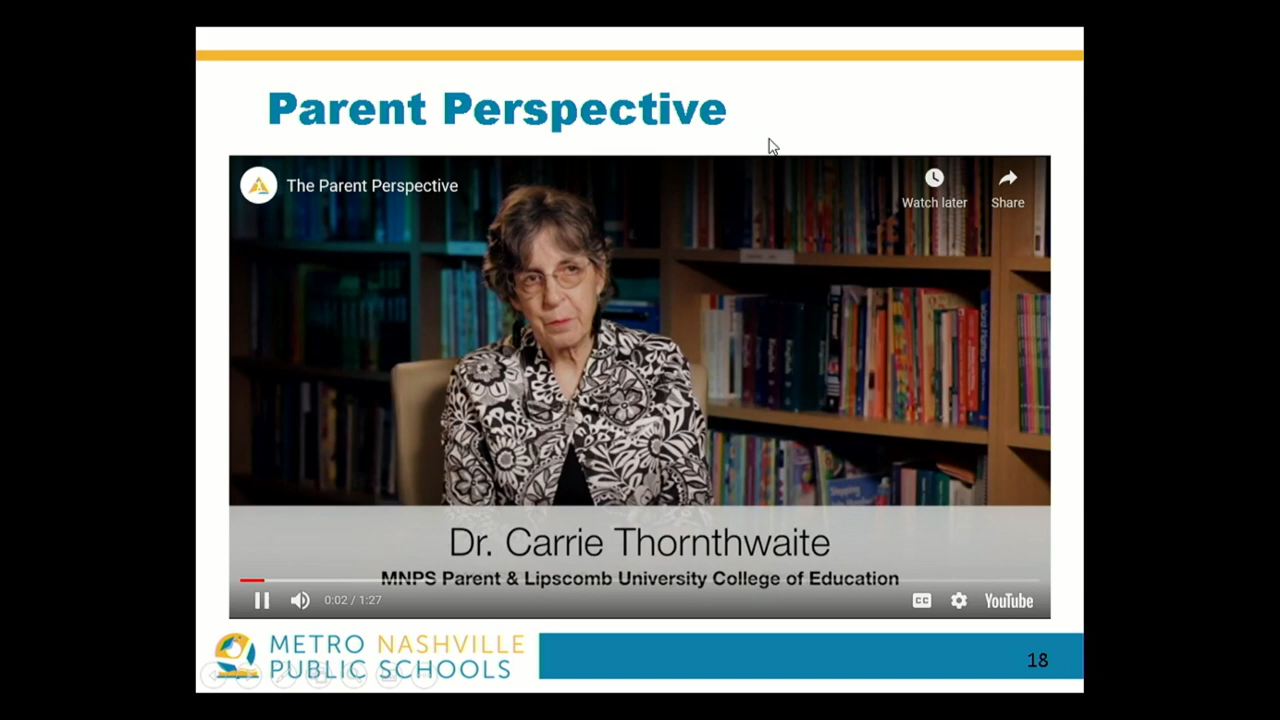 Parent Perspective
The Parent Perspective
Watch later
Share
Dr. Carrie Thornthwaite
MNPS Parent & Lipscomb University College of Education
0:02 / 1:27
CC
YouTube
METRO NASHVILLE
PUBLIC SCHOOLS
18